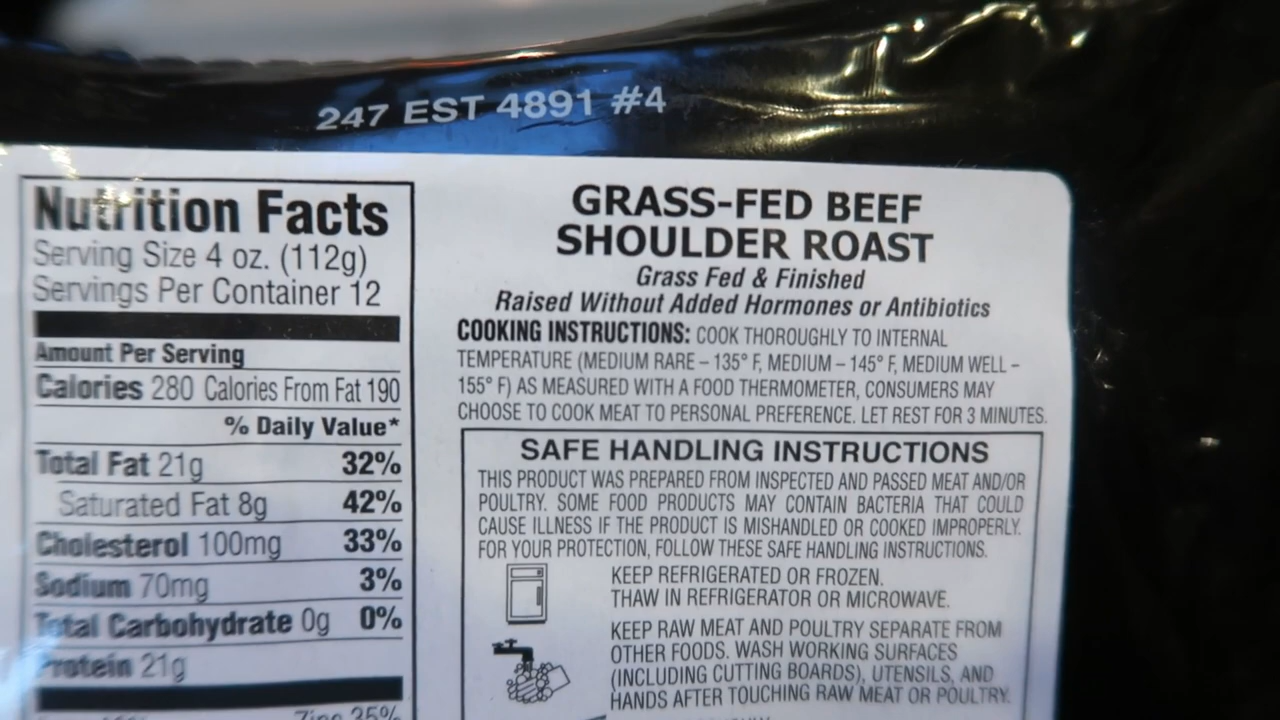 247 EST 4891 #4
Nutrition Facts
Serving Size 4 oz. (112g)
Servings Per Container 12
Amount Per Serving
Calories 280 Calories From Fat 190
% Daily Value*
Total Fat 21g 32%
Saturated Fat 8g 42%
Cholesterol 100mg 33%
Sodium 70mg 3%
Total Carbohydrate 0g 0%
Protein 21g
Zinc 35%
GRASS-FED BEEF
SHOULDER ROAST
Grass Fed & Finished
Raised Without Added Hormones or Antibiotics
COOKING INSTRUCTIONS: COOK THOROUGHLY TO INTERNAL
TEMPERATURE (MEDIUM RARE – 135° F, MEDIUM – 145° F, MEDIUM WELL –
155° F) AS MEASURED WITH A FOOD THERMOMETER, CONSUMERS MAY
CHOOSE TO COOK MEAT TO PERSONAL PREFERENCE. LET REST FOR 3 MINUTES.
SAFE HANDLING INSTRUCTIONS
THIS PRODUCT WAS PREPARED FROM INSPECTED AND PASSED MEAT AND/OR
POULTRY. SOME FOOD PRODUCTS MAY CONTAIN BACTERIA THAT COULD
CAUSE ILLNESS IF THE PRODUCT IS MISHANDLED OR COOKED IMPROPERLY.
FOR YOUR PROTECTION, FOLLOW THESE SAFE HANDLING INSTRUCTIONS.
KEEP REFRIGERATED OR FROZEN.
THAW IN REFRIGERATOR OR MICROWAVE.
KEEP RAW MEAT AND POULTRY SEPARATE FROM
OTHER FOODS. WASH WORKING SURFACES
(INCLUDING CUTTING BOARDS), UTENSILS, AND
HANDS AFTER TOUCHING RAW MEAT OR POULTRY.